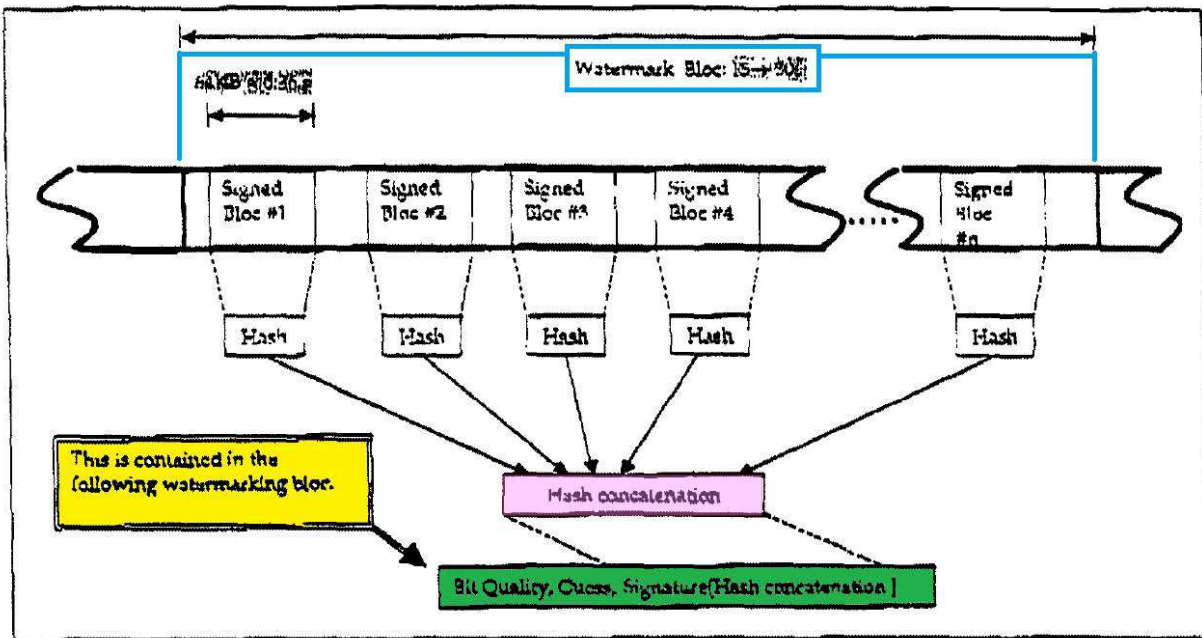 Watermark Bloc:
Signed
Bloc #1
Signed
Bloc #2
Signed
Bloc #3
Signed
Bloc #4
Signed
Bloc
#n
Hash
Hash
Hash
Hash
Hash
This is contained in the
following watermarking bloc.
Hash concatenation
Bit Quality, Signature[Hash concatenation ]